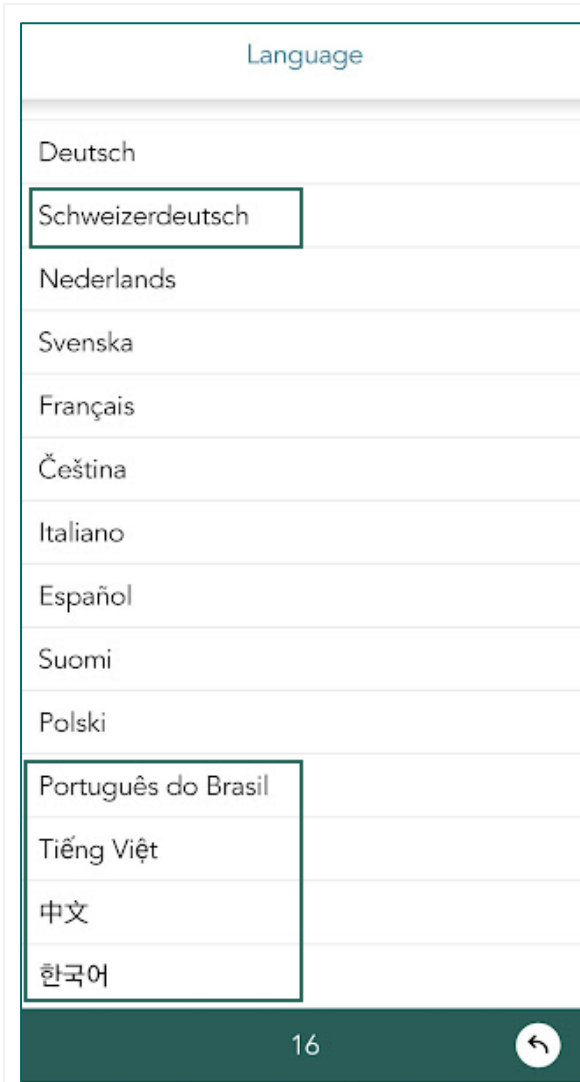 Language
Deutsch
Schweizerdeutsch
Nederlands
Svenska
Français
Čeština
Italiano
Español
Suomi
Polski
Português do Brasil
Tiếng Việt
中文
한국어
16